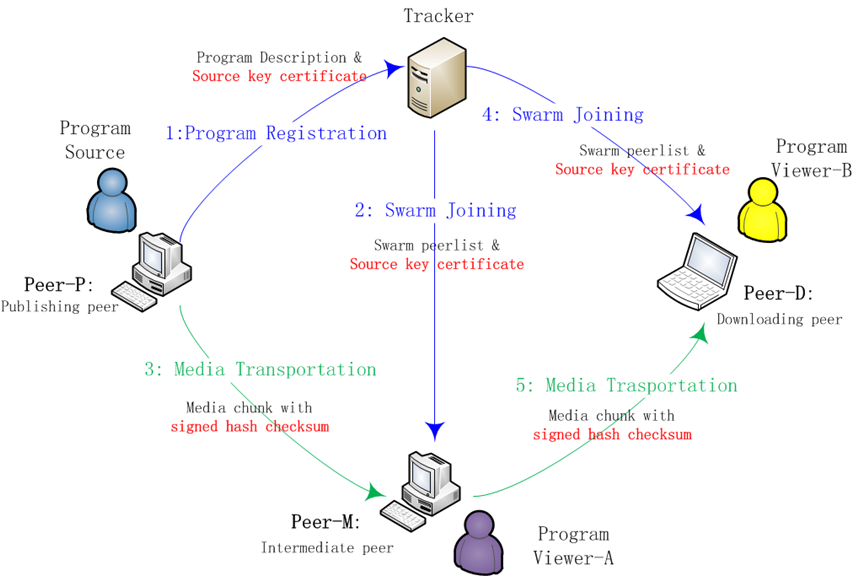 Tracker
Program Description &
Source key certificate
1:Program Registration
Program
Source
Peer-P:
Publishing peer
4: Swarm Joining
Swarm peerlist &
Source key certificate
Program
Viewer-B
2: Swarm Joining
Swarm peerlist &
Source key certificate
Peer-D:
Downloading peer
3: Media Transportation
Media chunk with
signed hash checksum
5: Media Trasportation
Media chunk with
signed hash checksum
Peer-M:
Intermediate peer
Program
Viewer-A